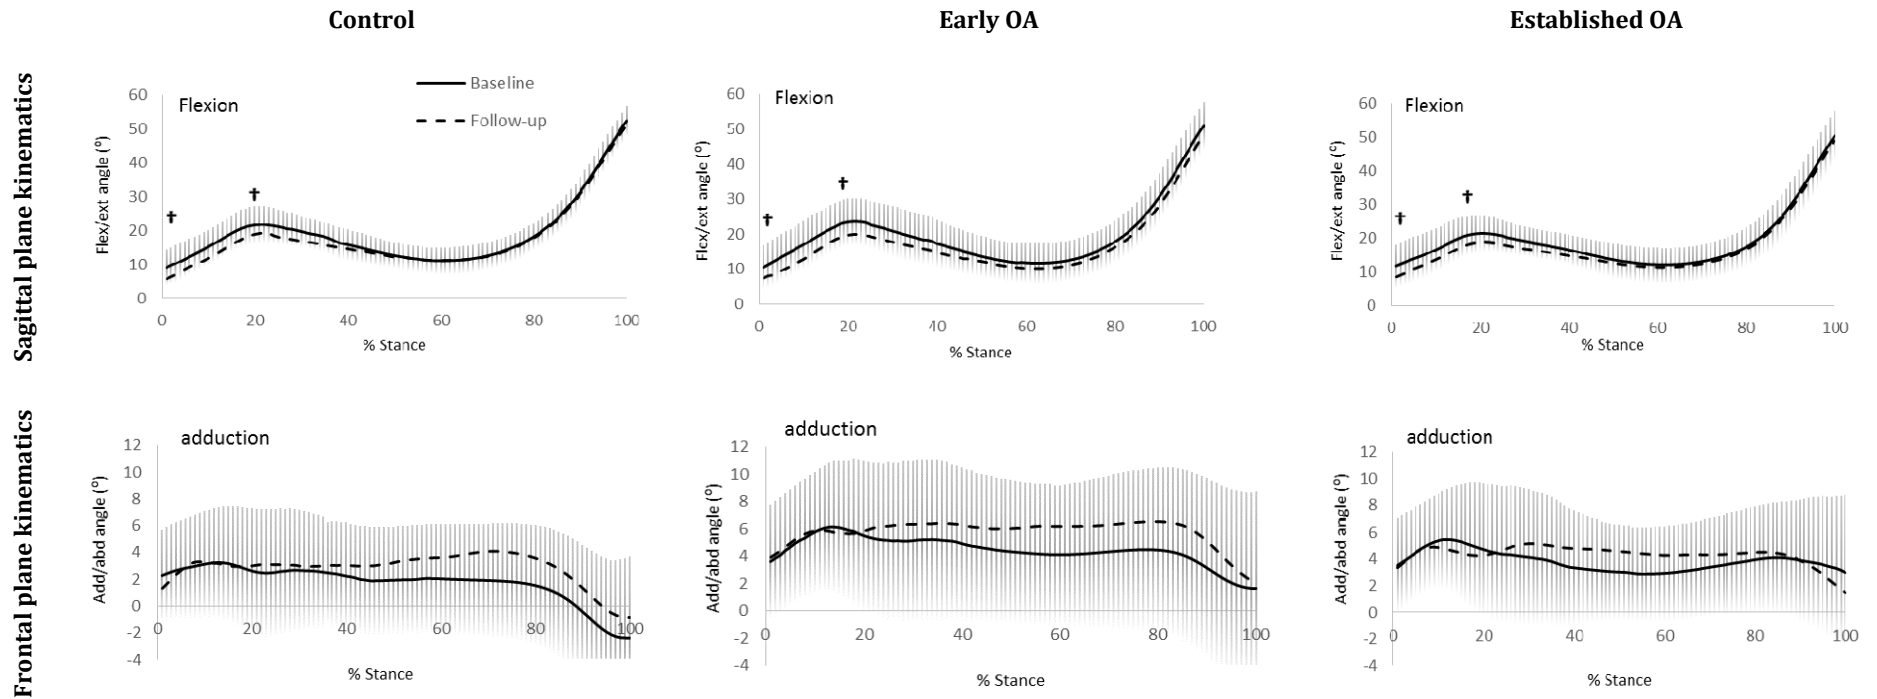 Control
Early OA
Established OA
Sagittal plane kinematics
Flexion
Baseline
Follow-up
Flex/ext angle (°)
60
50
40
30
20
10
0
†
†
0 20 40 60 80 100
% Stance
Flexion
Flex/ext angle (°)
60
50
40
30
20
10
0
†
†
0 20 40 60 80 100
% Stance
Flexion
Flex/ext angle (°)
60
50
40
30
20
10
0
†
†
0 20 40 60 80 100
% Stance
Frontal plane kinematics
adduction
Add/abd angle (°)
12
10
8
6
4
2
0
-2
-4
0 20 40 60 80 100
% Stance
adduction
Add/abd angle (°)
12
10
8
6
4
2
0
-2
-4
0 20 40 60 80 100
% Stance
adduction
Add/abd angle (°)
12
10
8
6
4
2
0
-2
-4
0 20 40 60 80 100
% Stance